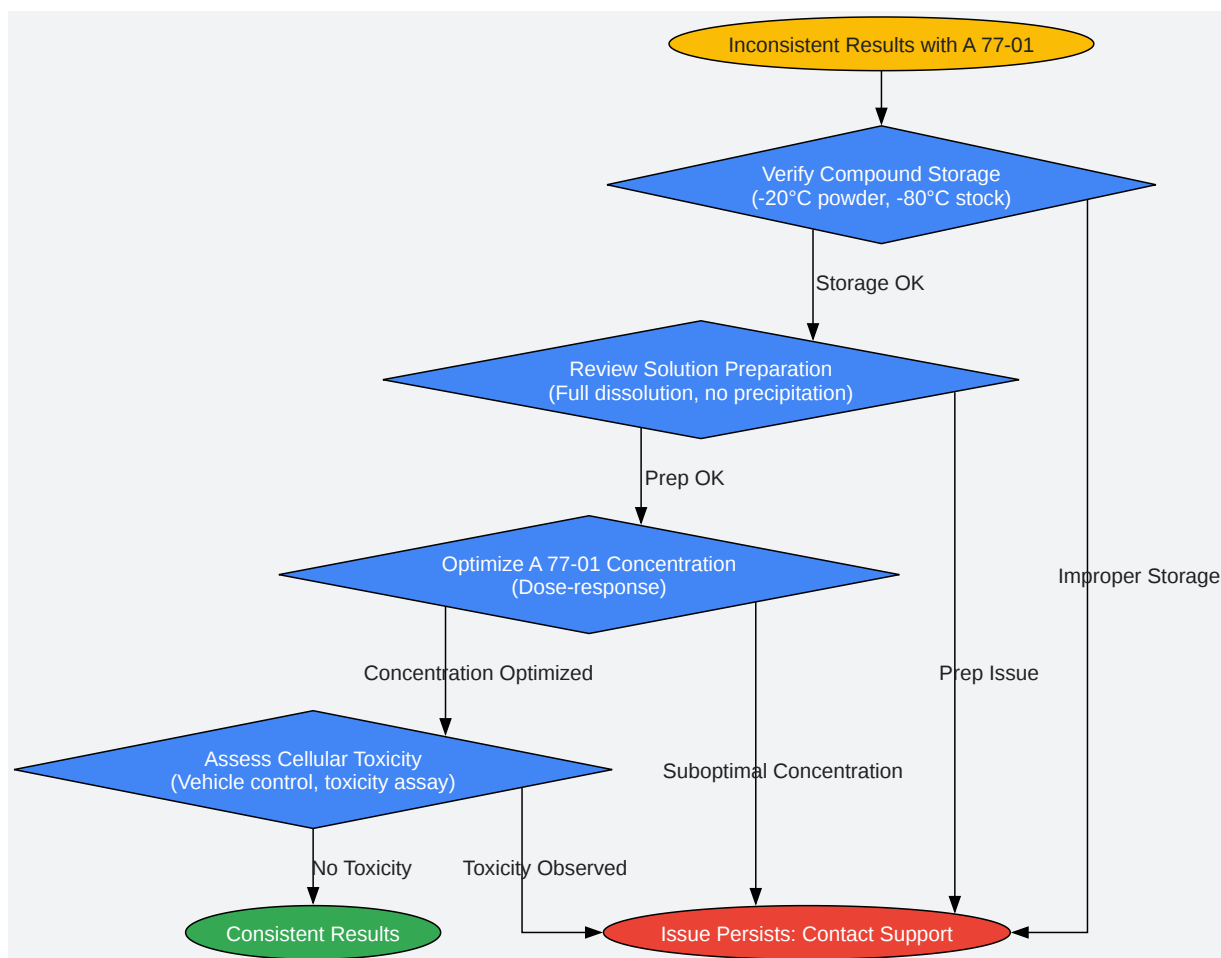 Inconsistent Results with A 77-01
Verify Compound Storage
(-20°C powder, -80°C stock)
Storage OK
Review Solution Preparation
(Full dissolution, no precipitation)
Prep OK
Optimize A 77-01 Concentration
(Dose-response)
Improper Storage
Concentration Optimized
Prep Issue
Assess Cellular Toxicity
(Vehicle control, toxicity assay)
Suboptimal Concentration
No Toxicity
Toxicity Observed
Consistent Results
Issue Persists: Contact Support